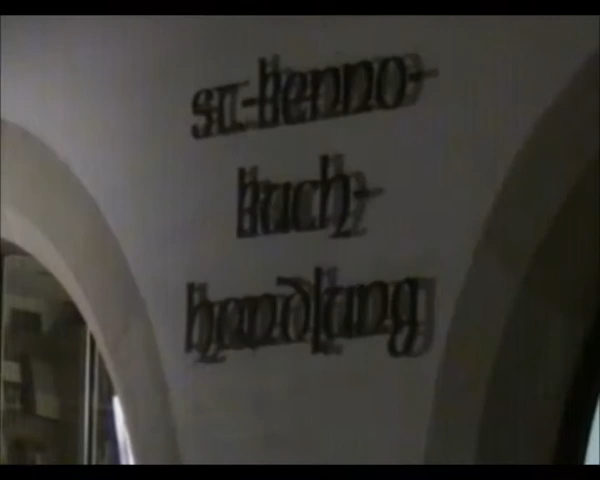 st.-benno-
buch-
handlung